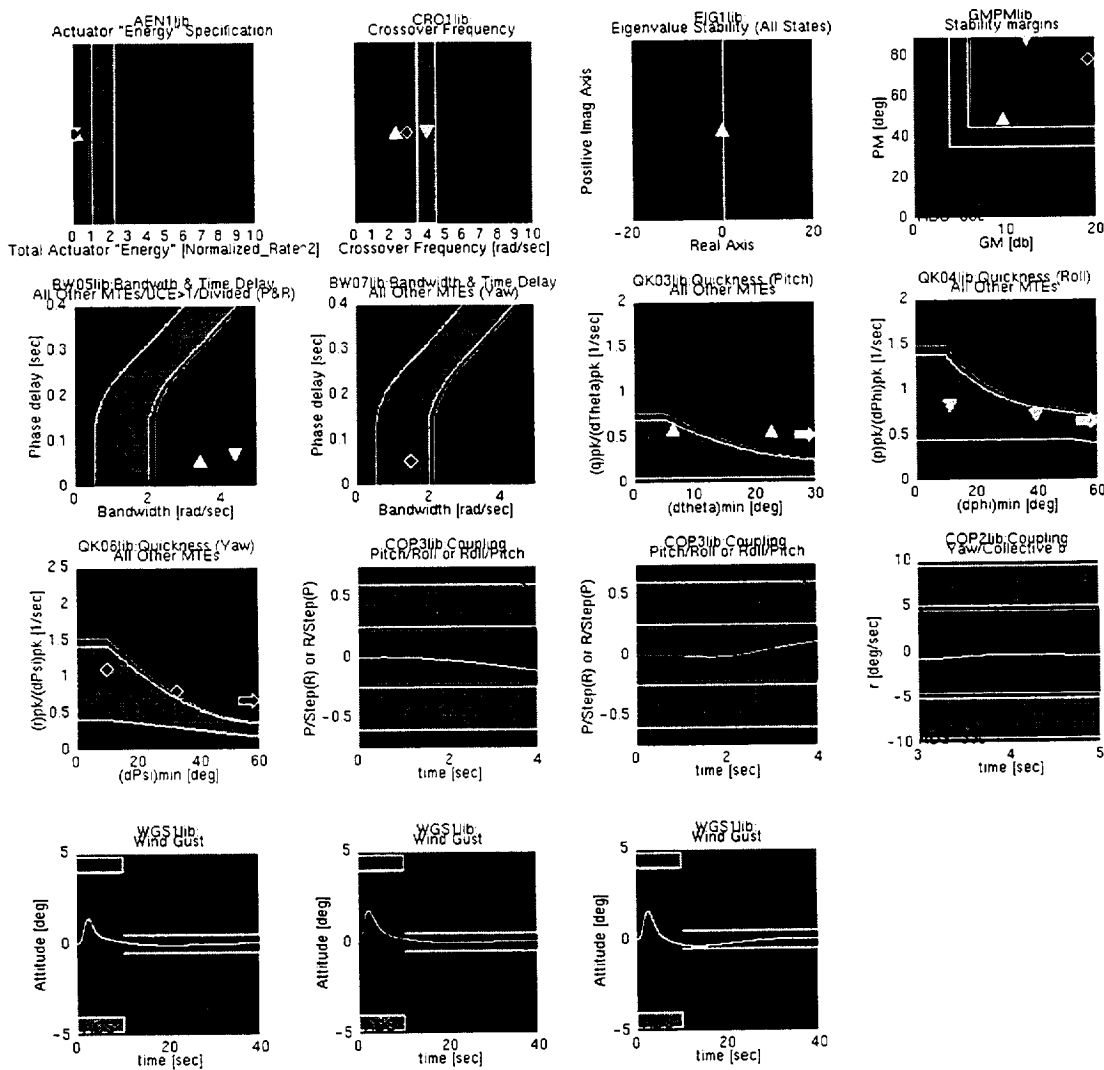 AEN1lib:
Actuator "Energy" Specification
0 1 2 3 4 5 6 7 8 9 10
Total Actuator "Energy" [Normalized_Rate^2]
CRO1lib:
Crossover Frequency
0 1 2 3 4 5 6 7 8 9 10
Crossover Frequency [rad/sec]
EIG1lib:
Eigenvalue Stability (All States)
Positive Imag Axis
-20 0 20
Real Axis
GMPMlib
Stability margins
PM [deg]
80
60
40
20
0
0 10 20
GM [db]
BW05lib:Bandwidth & Time Delay
All Other MTEs/UCE>1/Divided (P&R)
Phase delay [sec]
0.4
0.3
0.2
0.1
0
0 2 4
Bandwidth [rad/sec]
BW07lib:Bandwidth & Time Delay
All Other MTEs (Yaw)
Phase delay [sec]
0.4
0.3
0.2
0.1
0
0 2 4
Bandwidth [rad/sec]
QK03lib:Quickness (Pitch)
All Other MTEs
(q)pk/(dTheta)pk [1/sec]
2
1.5
1
0.5
0
0 10 20 30
(dtheta)min [deg]
QK04lib:Quickness (Roll)
All Other MTEs
(p)pk/(dPhi)pk [1/sec]
2
1.5
1
0.5
0
0 20 40 60
(dphi)min [deg]
QK06lib:Quickness (Yaw)
All Other MTEs
(r)pk/(dPsi)pk [1/sec]
2.5
2
1.5
1
0.5
0
0 20 40 60
(dPsi)min [deg]
COP3lib:Coupling
Pitch/Roll or Roll/Pitch
P/Step(R) or R/Step(P)
0.5
0
-0.5
0 2 4
time [sec]
COP3lib:Coupling
Pitch/Roll or Roll/Pitch
P/Step(R) or R/Step(P)
0.5
0
-0.5
0 2 4
time [sec]
COP2lib:Coupling
Yaw/Collective
r [deg/sec]
10
5
0
-5
-10
3 4 5
time [sec]
WGS1lib:
Wind Gust
Attitude [deg]
5
0
-5
0 20 40
time [sec]
WGS1lib:
Wind Gust
Attitude [deg]
5
0
-5
0 20 40
time [sec]
WGS1lib:
Wind Gust
Attitude [deg]
5
0
-5
0 20 40
time [sec]